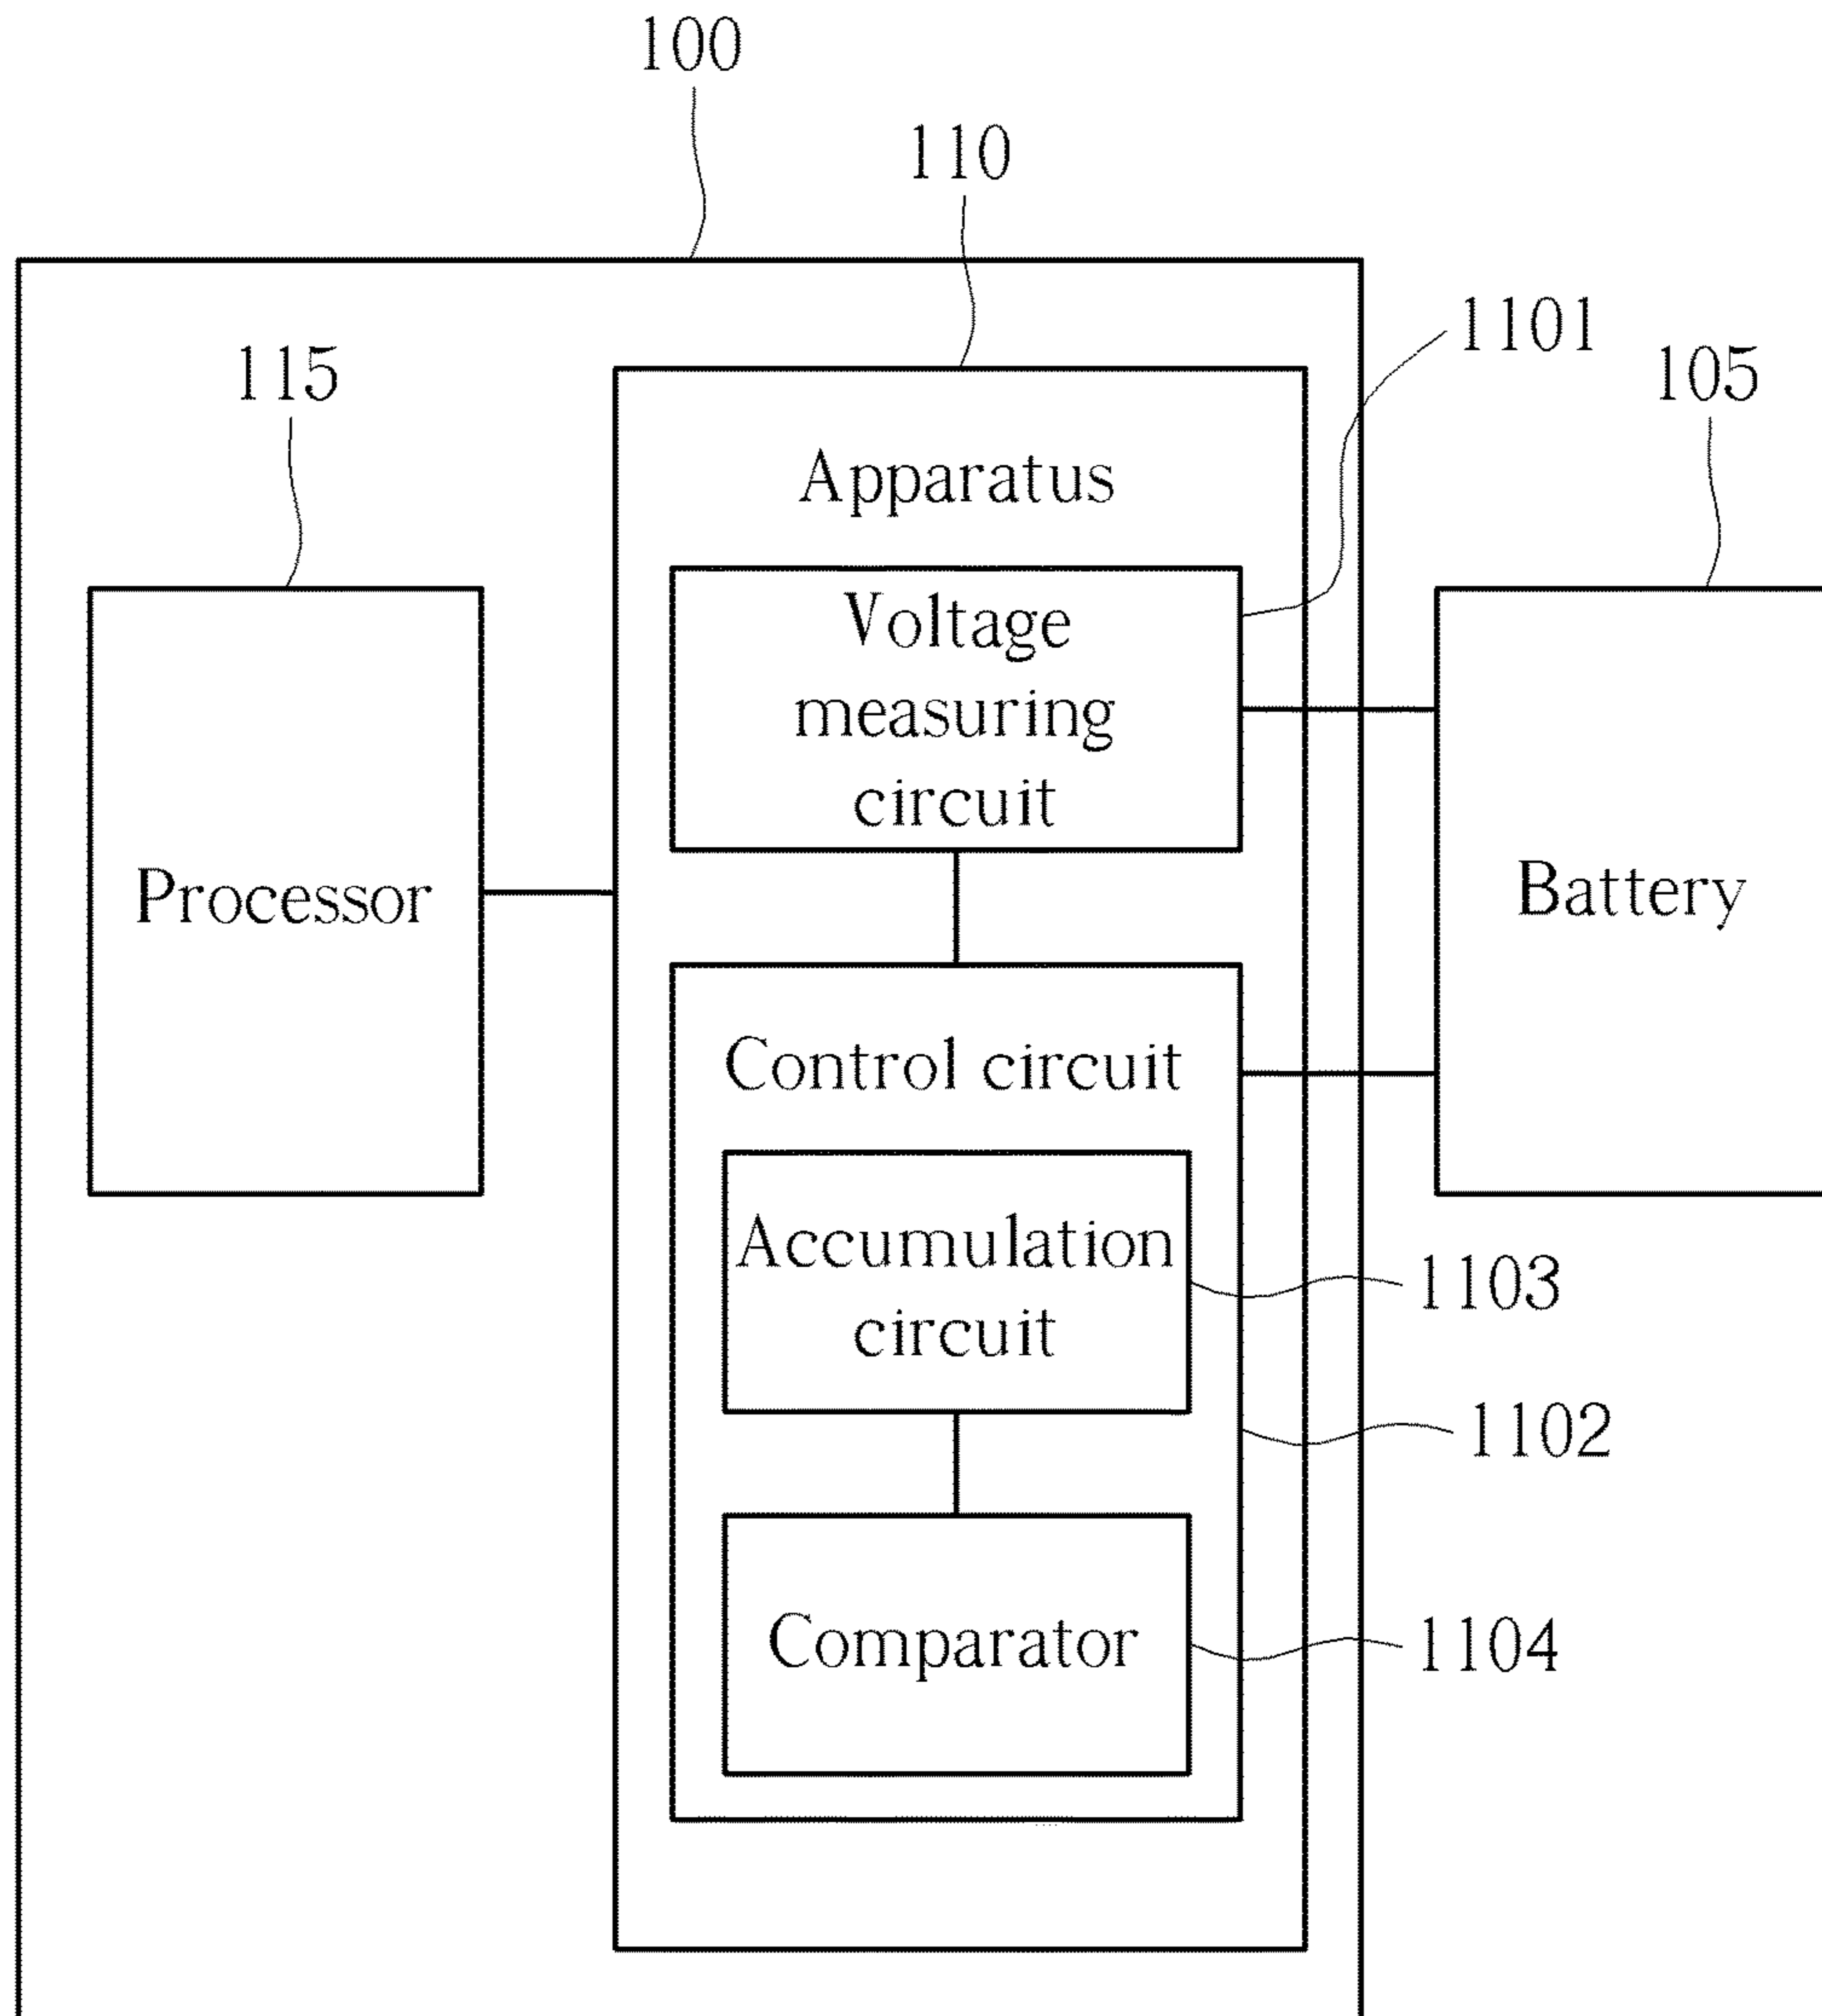 100
110
1101
115
105
Apparatus
Voltage
measuring
circuit
Processor
Battery
Control circuit
Accumulation
circuit
1103
1102
Comparator
1104